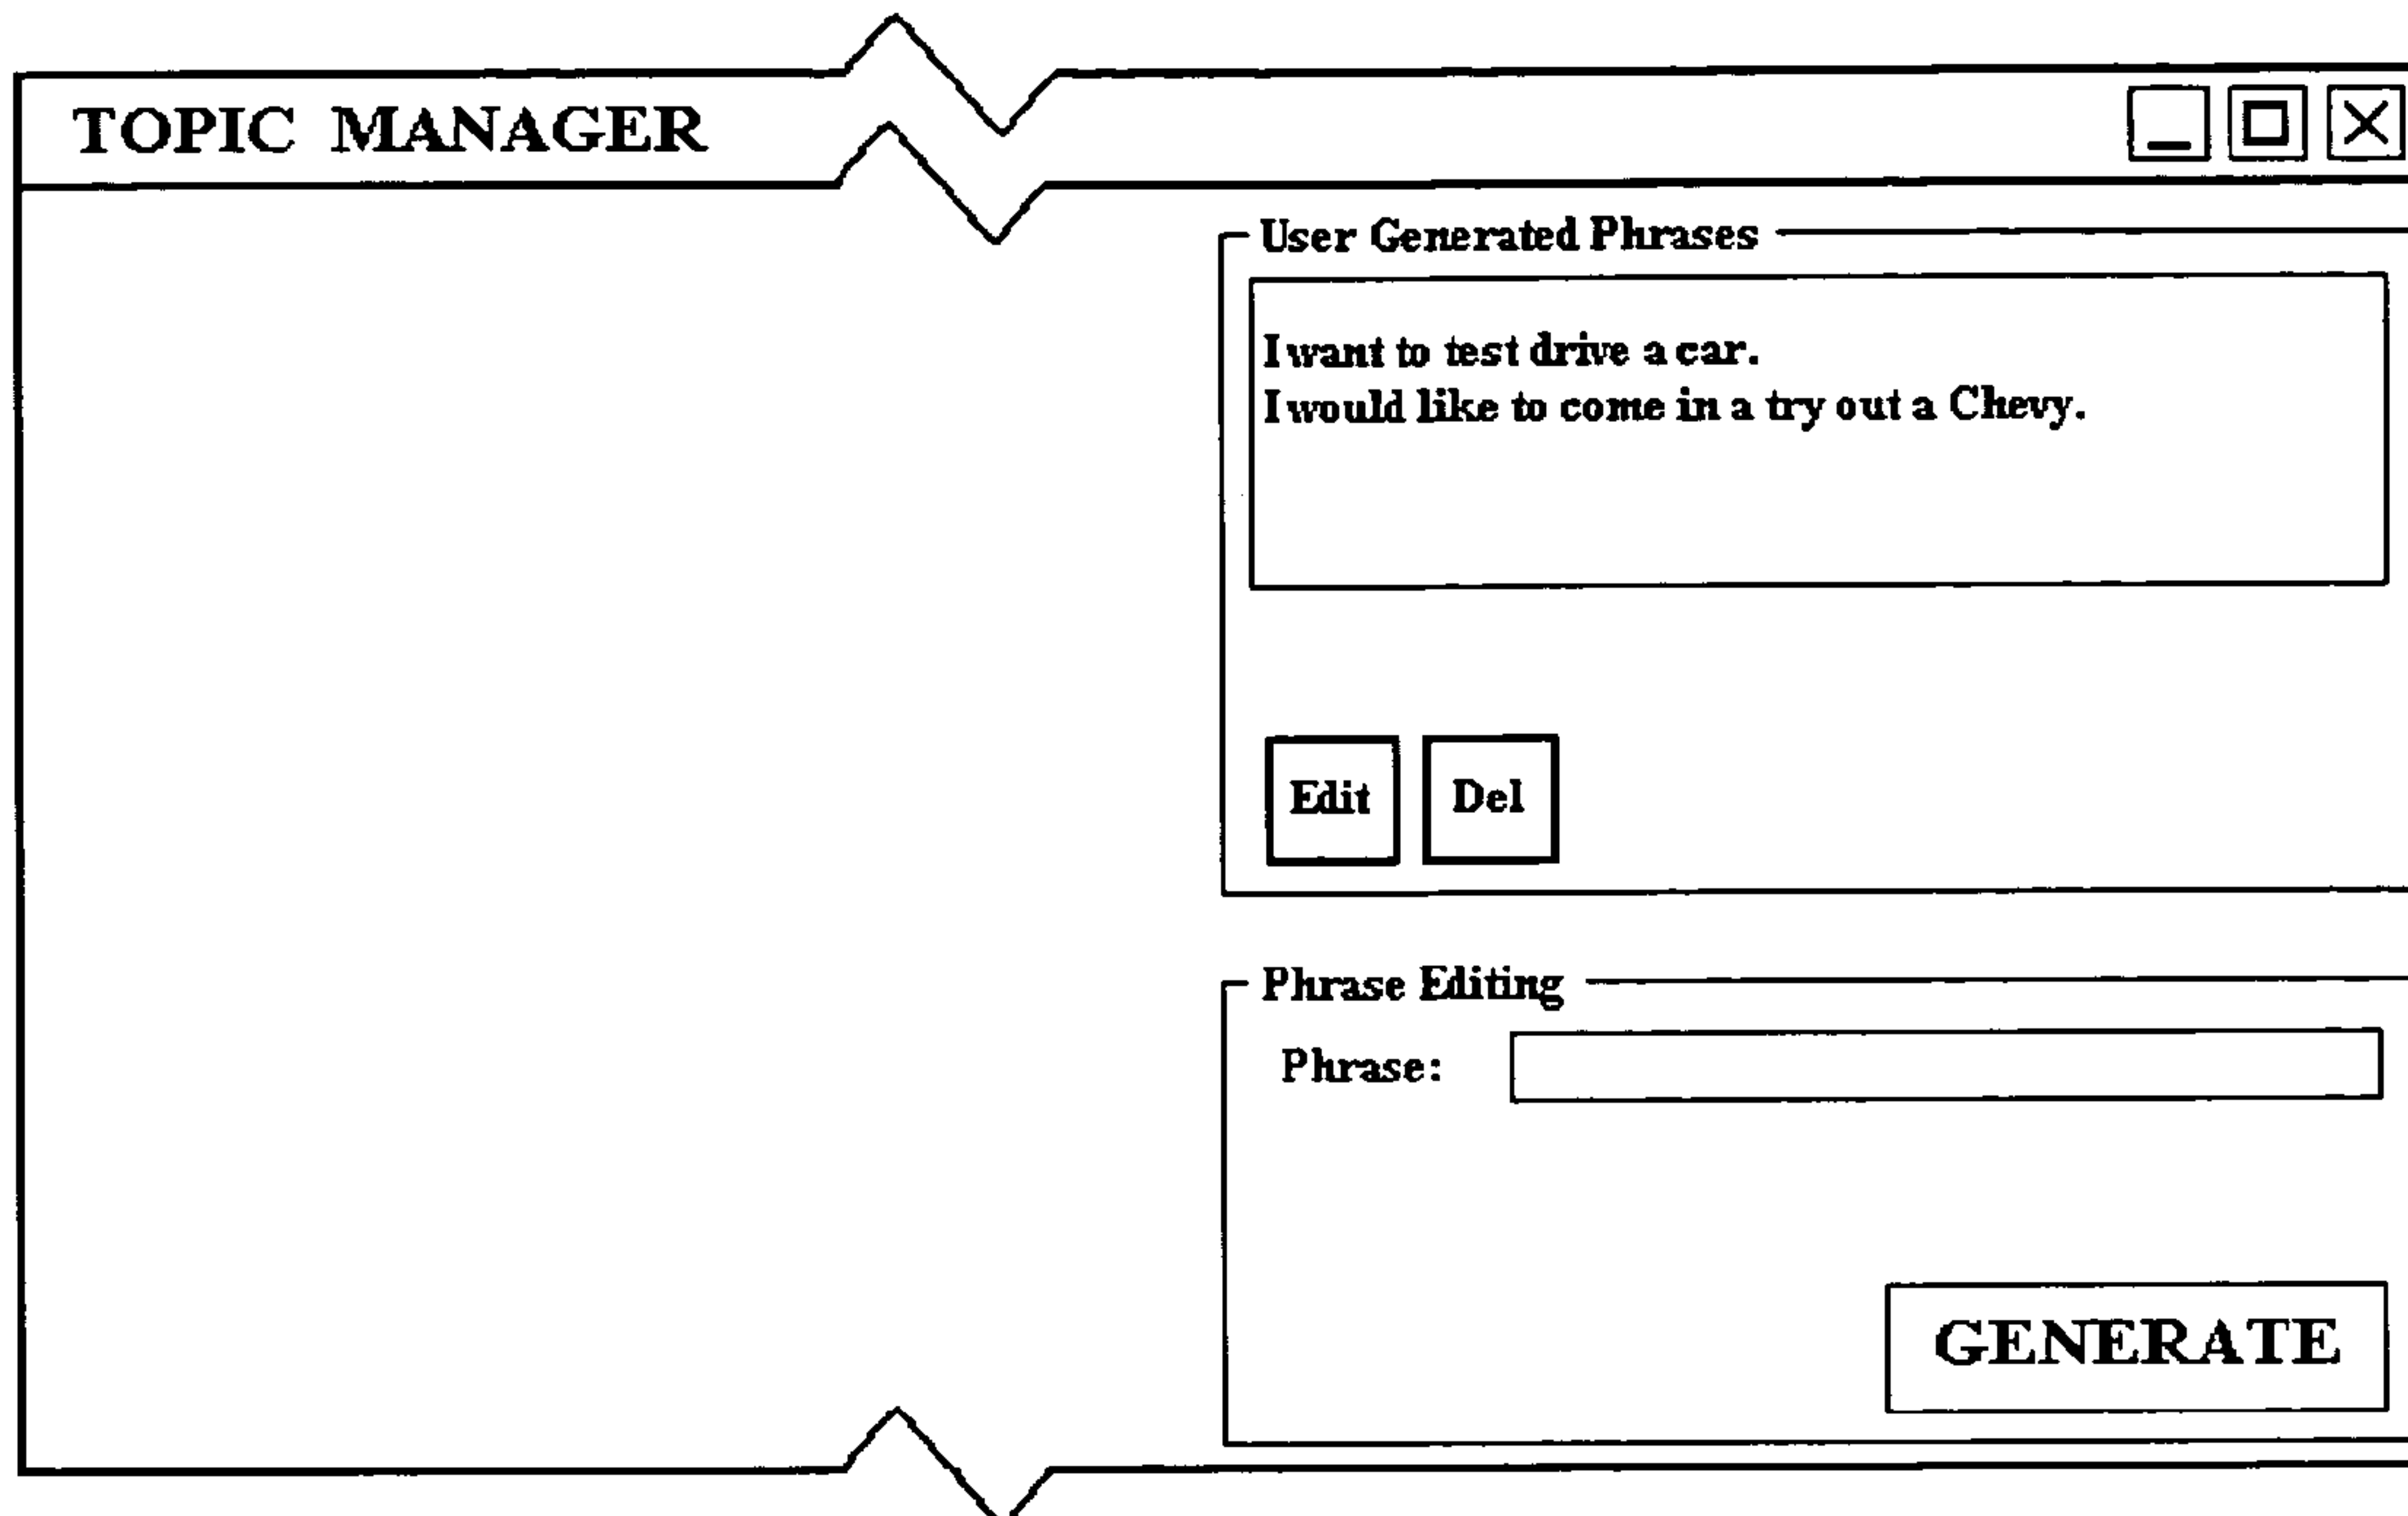 TOPIC MANAGER
User Generated Phrases
I want to test drive a car.
I would like to come in a try out a Chevy.
Edit Del
Phrase Editing
Phrase:
GENERATE